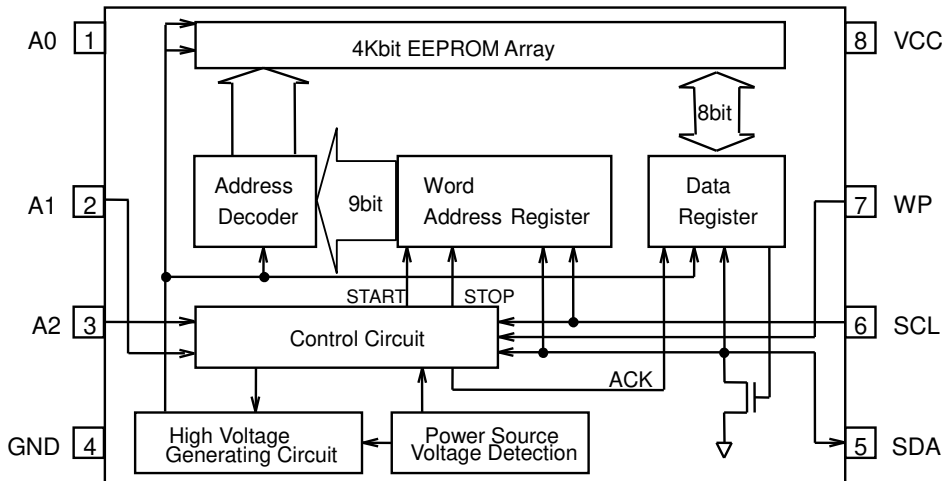 A0 1
4Kbit EEPROM Array
8 VCC
8bit
A1 2
Address
Decoder
9bit
Word
Address Register
Data
Register
7 WP
START
STOP
A2 3
Control Circuit
6 SCL
ACK
GND 4
High Voltage
Generating Circuit
Power Source
Voltage Detection
5 SDA